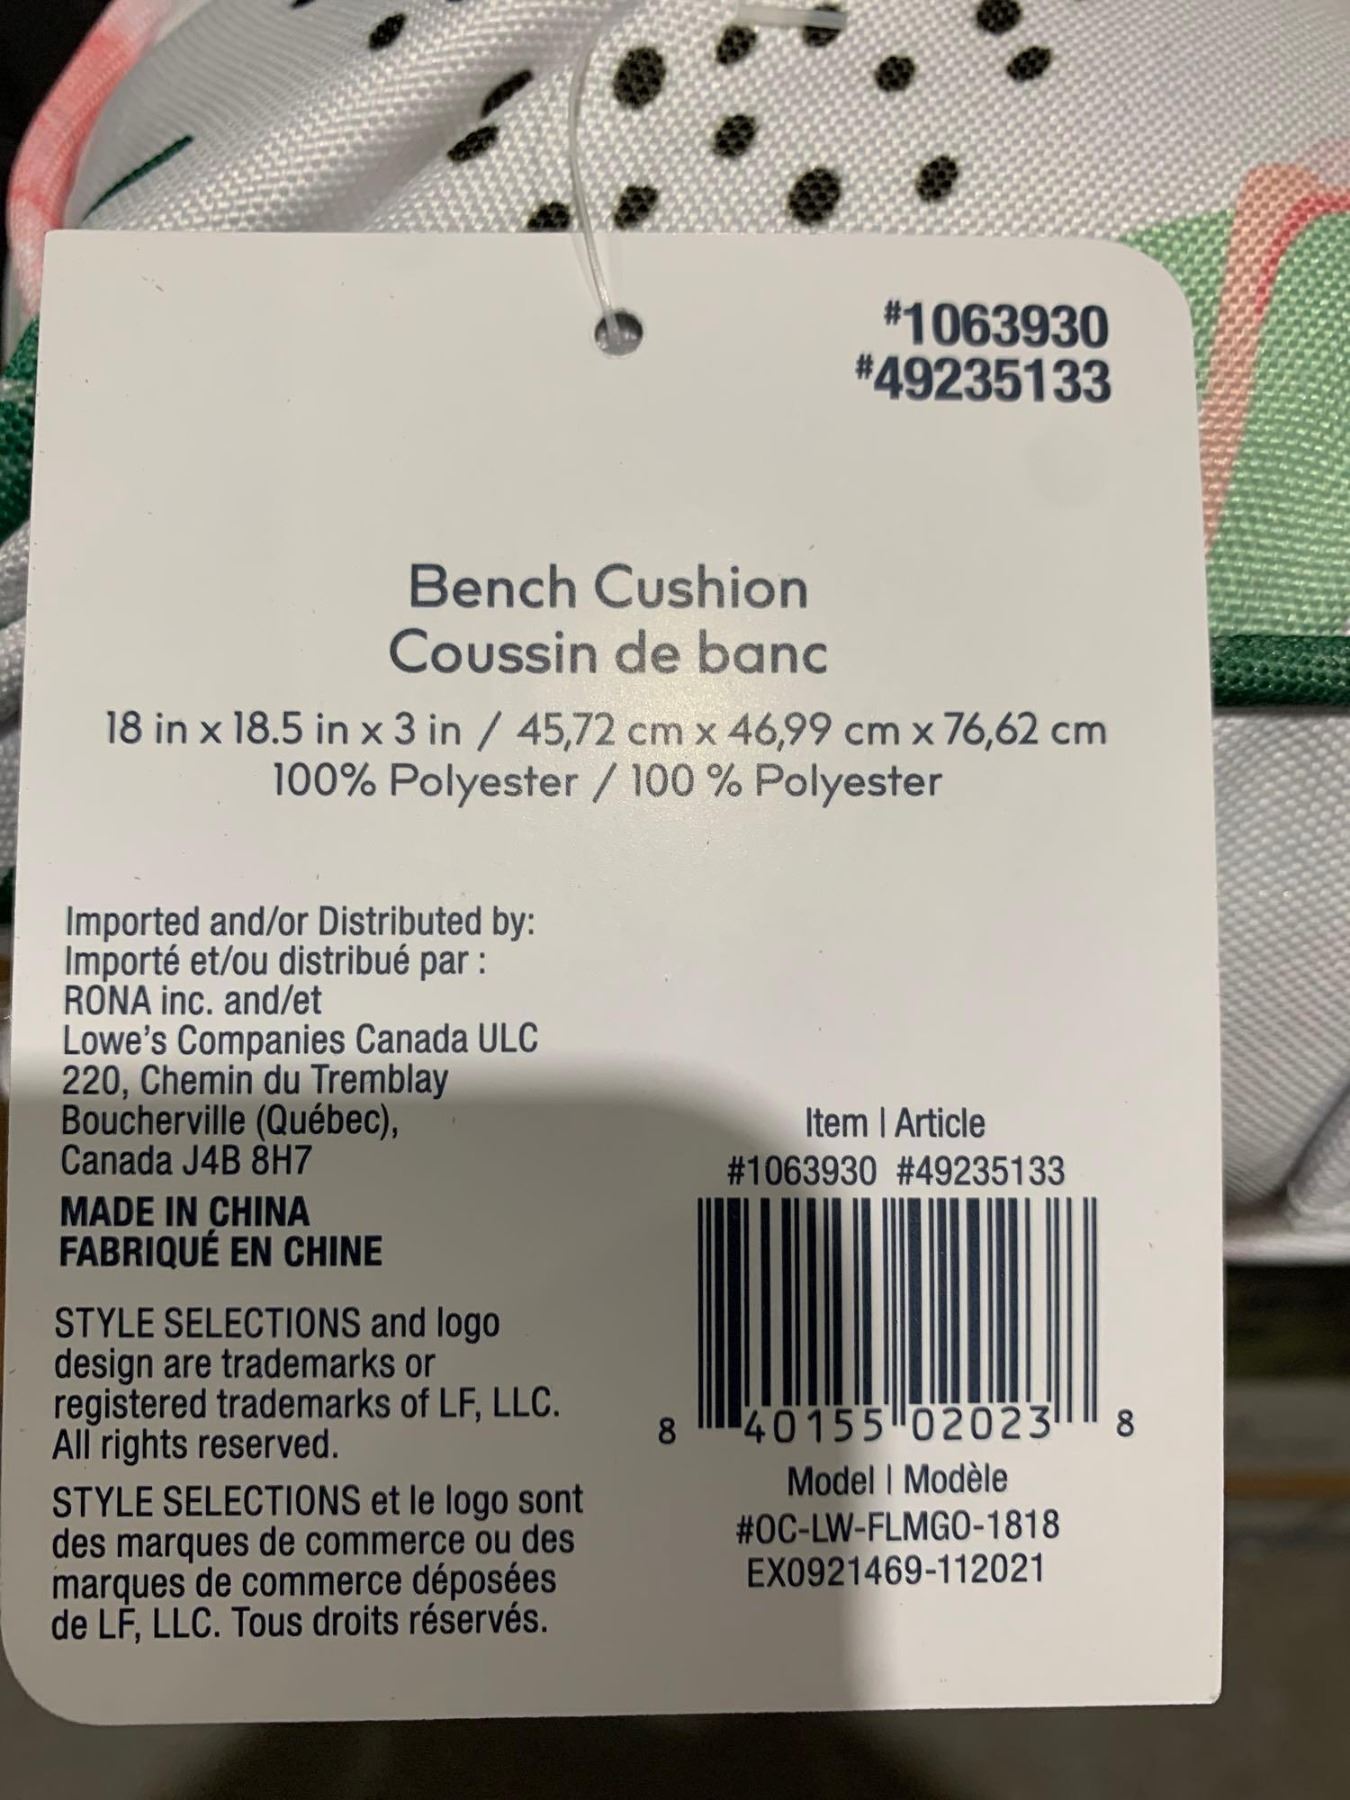 #1063930
#49235133
Bench Cushion
Coussin de banc
18 in x 18.5 in x 3 in / 45,72 cm x 46,99 cm x 76,62 cm
100% Polyester / 100 % Polyester
Imported and/or Distributed by:
Importé et/ou distribué par :
RONA inc. and/et
Lowe's Companies Canada ULC
220, Chemin du Tremblay
Boucherville (Québec),
Canada J4B 8H7
MADE IN CHINA
FABRIQUÉ EN CHINE
STYLE SELECTIONS and logo
design are trademarks or
registered trademarks of LF, LLC.
All rights reserved.
STYLE SELECTIONS et le logo sont
des marques de commerce ou des
marques de commerce déposées
de LF, LLC. Tous droits réservés.
Item | Article
#1063930 #49235133
8 40155 02023 8
Model | Modèle
#OC-LW-FLMGO-1818
EX0921469-112021